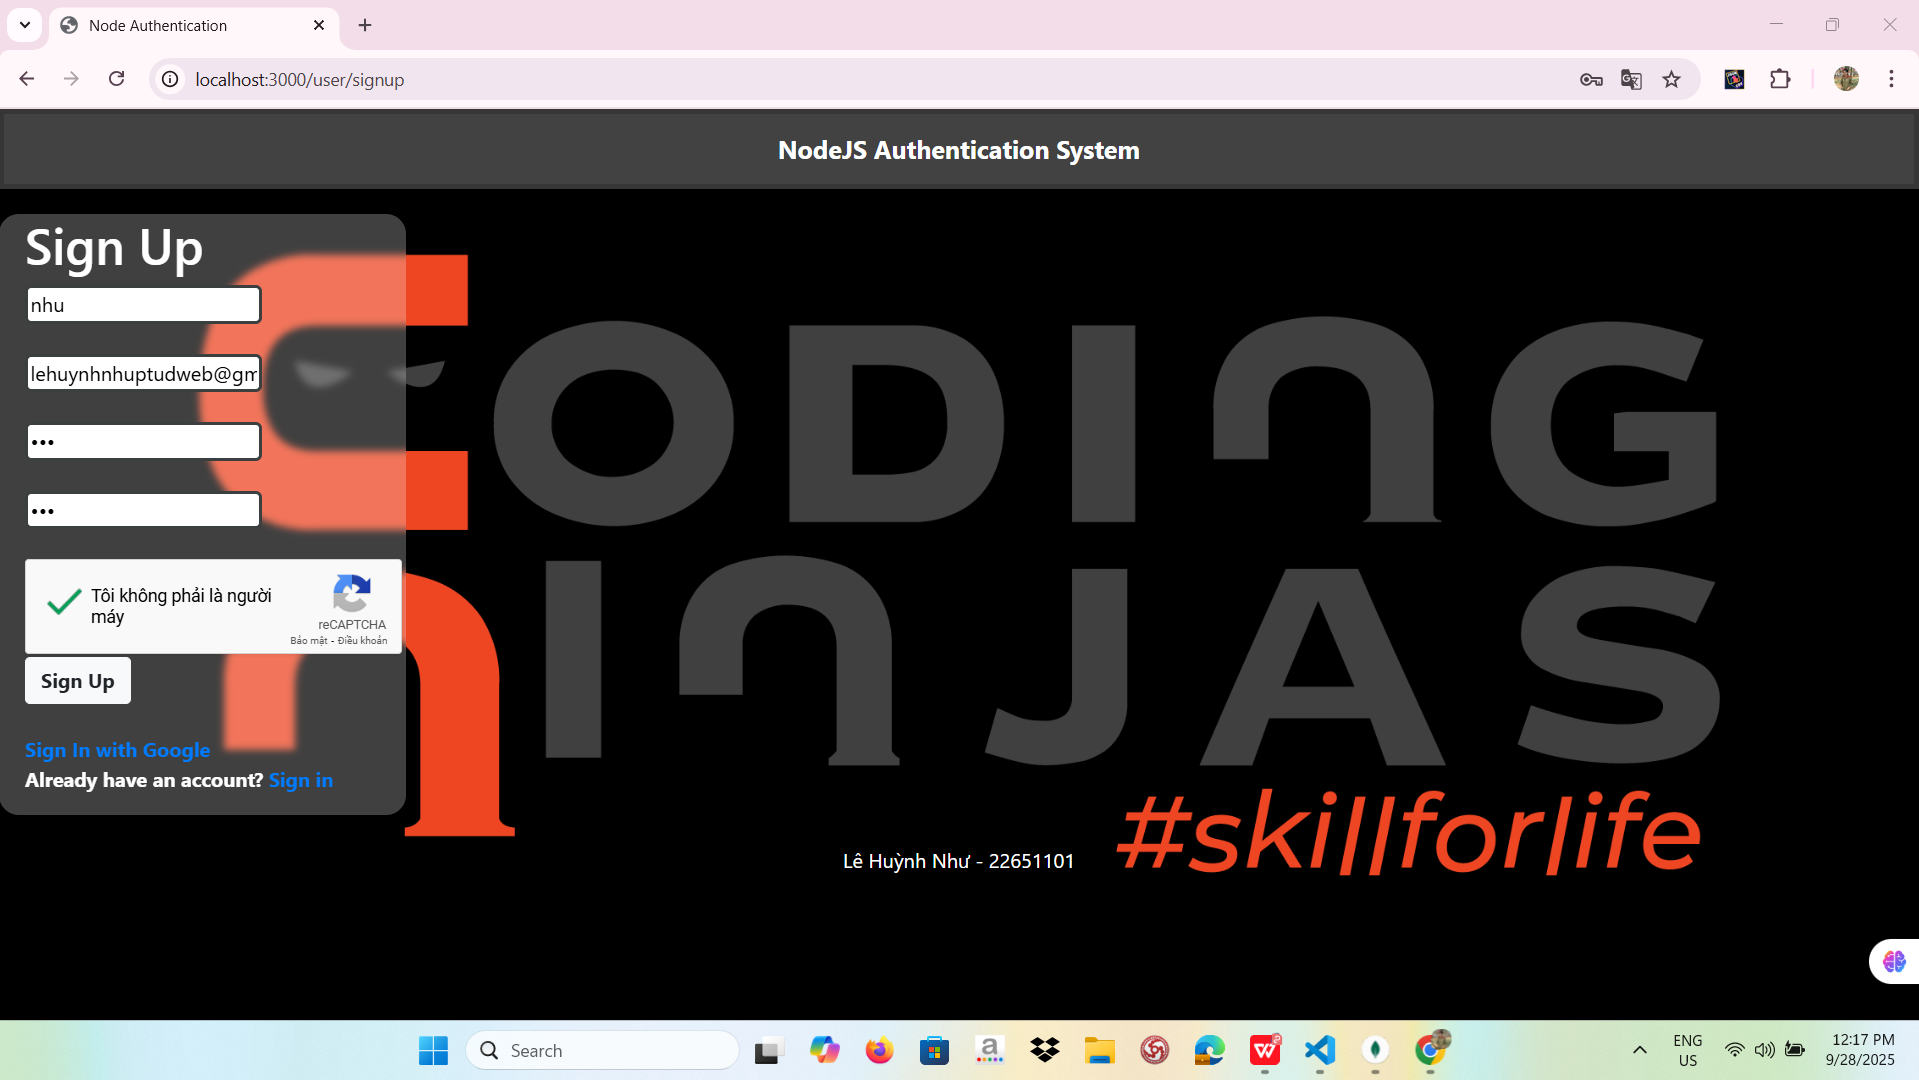 Node Authentication
localhost:3000/user/signup
NodeJS Authentication System
Sign Up
nhu
lehuynhnhuptudweb@gm
•••
•••
Tôi không phải là người
máy
reCAPTCHA
Bảo mật - Điều khoản
Sign Up
Sign In with Google
Already have an account? Sign in
CODING
NINJAS
#skillforlife
Lê Huỳnh Như - 22651101
Search
ENG
US
12:17 PM
9/28/2025